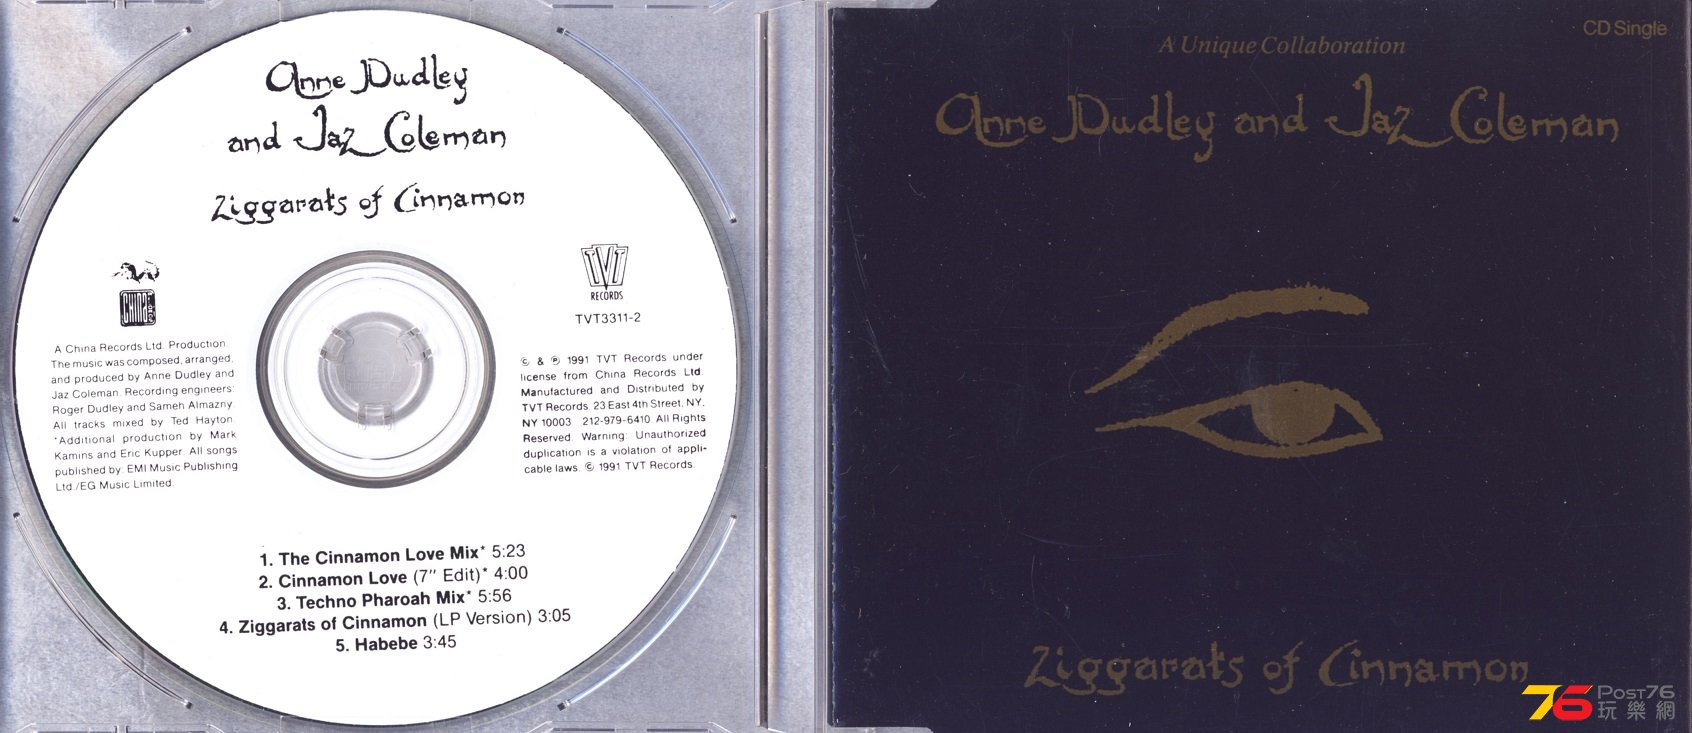 Anne Dudley
and Jaz Coleman
Ziggarats of Cinnamon
CHINA
RECORDS
TVT
RECORDS
TVT3311-2
A China Records Ltd. Production.
The music was composed, arranged,
and produced by Anne Dudley and
Jaz Coleman. Recording engineers:
Roger Dudley and Sameh Almazny.
All tracks mixed by Ted Hayton.
*Additional production by Mark
Kamins and Eric Kupper. All songs
published by: EMI Music Publishing
Ltd./EG Music Limited.
© & ℗ 1991 TVT Records under
license from China Records Ltd.
Manufactured and Distributed by
TVT Records, 23 East 4th Street, NY,
NY 10003 212-979-6410. All Rights
Reserved. Warning: Unauthorized
duplication is a violation of appli-
cable laws. © 1991 TVT Records.
1. The Cinnamon Love Mix* 5:23
2. Cinnamon Love (7" Edit)* 4:00
3. Techno Pharoah Mix* 5:56
4. Ziggarats of Cinnamon (LP Version) 3:05
5. Habebe 3:45
CD Single
A Unique Collaboration
Anne Dudley and Jaz Coleman
Ziggarats of Cinnamon
76 Post76
玩樂網